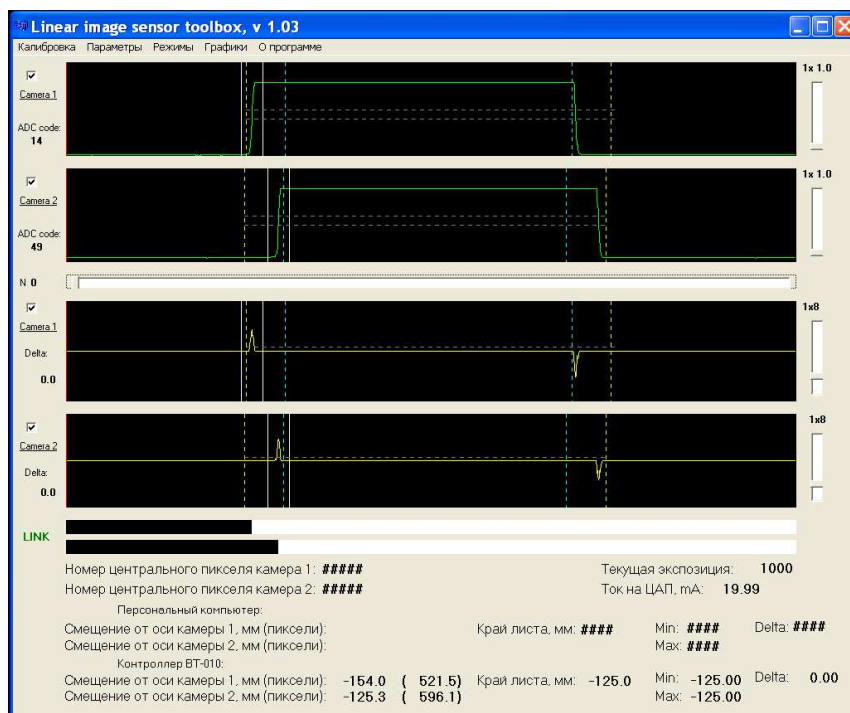 Linear image sensor toolbox, v 1.03
Калибровка Параметры Режимы Графики О программе
1x 1.0
Camera 1
ADC code:
14
1x 1.0
Camera 2
ADC code:
49
N 0
1x8
Camera 1
Delta:
0.0
1x8
Camera 2
Delta:
0.0
LINK
Номер центрального пикселя камера 1: ##### Текущая экспозиция: 1000
Номер центрального пикселя камера 2: ##### Ток на ЦАП, mA: 19.99
Персональный компьютер:
Смещение от оси камеры 1, мм (пиксели): Край листа, мм: #### Min: #### Delta: ####
Смещение от оси камеры 2, мм (пиксели): Max: ####
Контроллер ВТ-010:
Смещение от оси камеры 1, мм (пиксели): -154.0 ( 521.5) Край листа, мм: -125.0 Min: -125.00 Delta: 0.00
Смещение от оси камеры 2, мм (пиксели): -125.3 ( 596.1) Max: -125.00